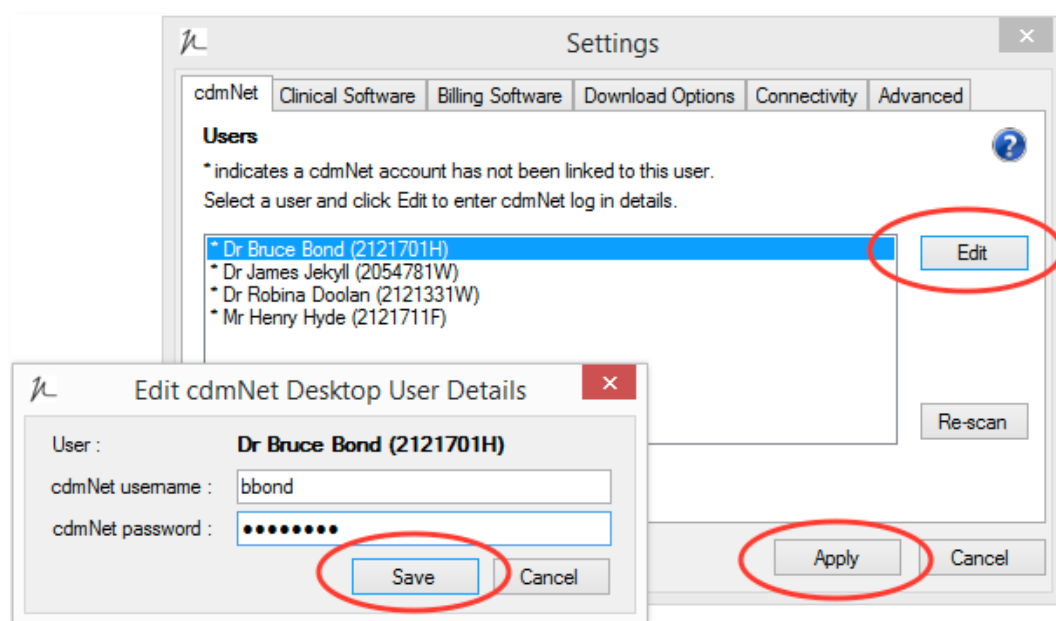 Settings
cdmNet Clinical Software Billing Software Download Options Connectivity Advanced
Users
* indicates a cdmNet account has not been linked to this user.
Select a user and click Edit to enter cdmNet log in details.
* Dr Bruce Bond (2121701H)
* Dr James Jekyll (2054781W)
* Dr Robina Doolan (2121331W)
* Mr Henry Hyde (2121711F)
Edit
Re-scan
Apply Cancel
Edit cdmNet Desktop User Details
User : Dr Bruce Bond (2121701H)
cdmNet username : bbond
cdmNet password : ●●●●●●●●
Save Cancel